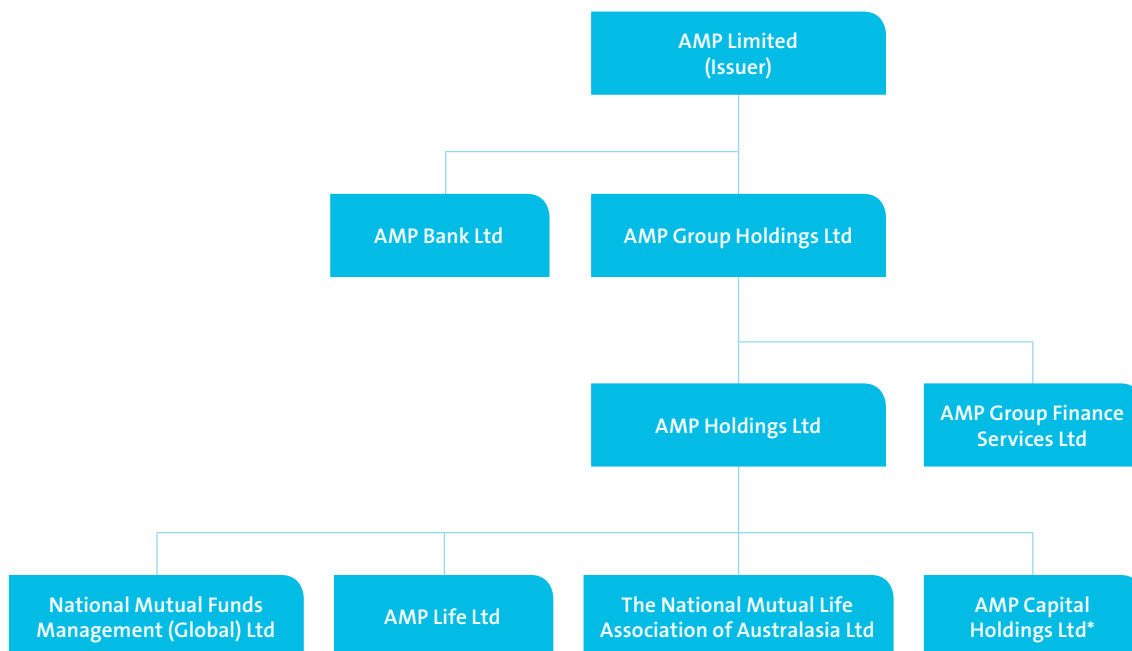 AMP Limited
(Issuer)
AMP Bank Ltd
AMP Group Holdings Ltd
AMP Holdings Ltd
AMP Group Finance
Services Ltd
National Mutual Funds
Management (Global) Ltd
AMP Life Ltd
The National Mutual Life
Association of Australasia Ltd
AMP Capital
Holdings Ltd*